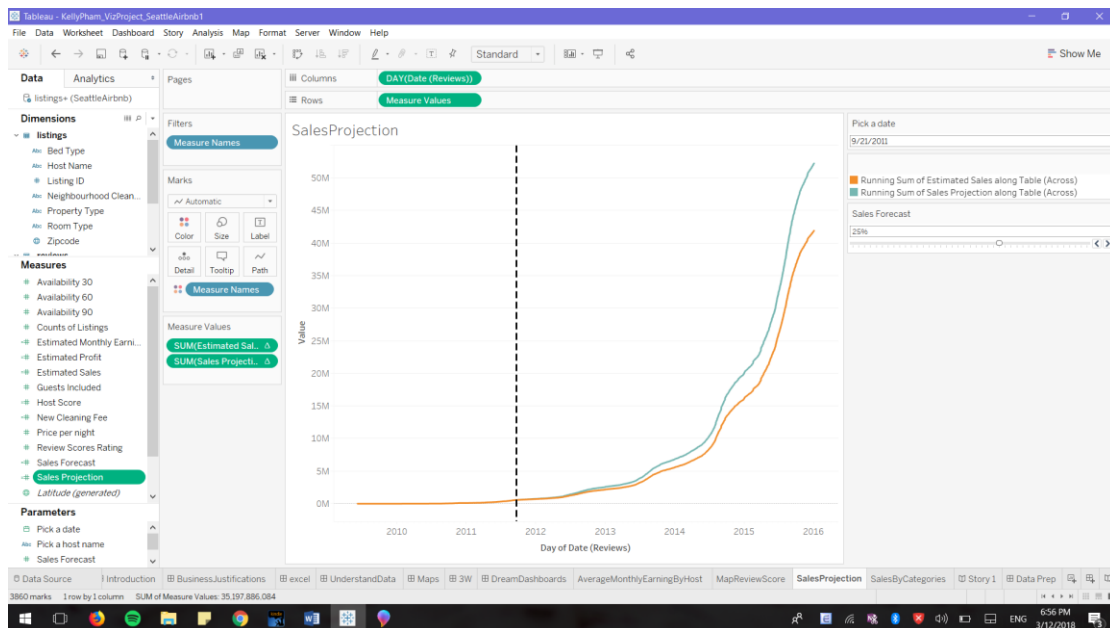 Tableau - KellyPham_VizProject_SeattleAirbnb1
File Data Worksheet Dashboard Story Analysis Map Format Server Window Help
Standard
Show Me
Data Analytics
Pages
Columns DAY(Date (Reviews))
Rows Measure Values
listings+ (SeattleAirbnb)
Dimensions
listings
Abc Bed Type
Abc Host Name
Listing ID
Abc Neighbourhood Clean...
Abc Property Type
Abc Room Type
Zipcode
reviews
Measures
Availability 30
Availability 60
Availability 90
Counts of Listings
Estimated Monthly Earni...
Estimated Profit
Estimated Sales
Guests Included
Host Score
New Cleaning Fee
Price per night
Review Scores Rating
Sales Forecast
Sales Projection
Latitude (generated)
Parameters
Pick a date
Abc Pick a host name
Sales Forecast
Filters
Measure Names
Marks
Automatic
Color Size Label
Detail Tooltip Path
Measure Names
Measure Values
SUM(Estimated Sal..
SUM(Sales Projecti..
SalesProjection
50M
45M
40M
35M
30M
25M
20M
15M
10M
5M
0M
Value
2010 2011 2012 2013 2014 2015 2016
Day of Date (Reviews)
Pick a date
9/21/2011
Running Sum of Estimated Sales along Table (Across)
Running Sum of Sales Projection along Table (Across)
Sales Forecast
25%
Data Source Introduction BusinessJustifications excel UnderstandData Maps 3W DreamDashboards AverageMonthlyEarningByHost MapReviewScore SalesProjection SalesByCategories Story 1 Data Prep
3860 marks 1 row by 1 column SUM of Measure Values: 35.197.886.084
ENG
6:56 PM
3/12/2018